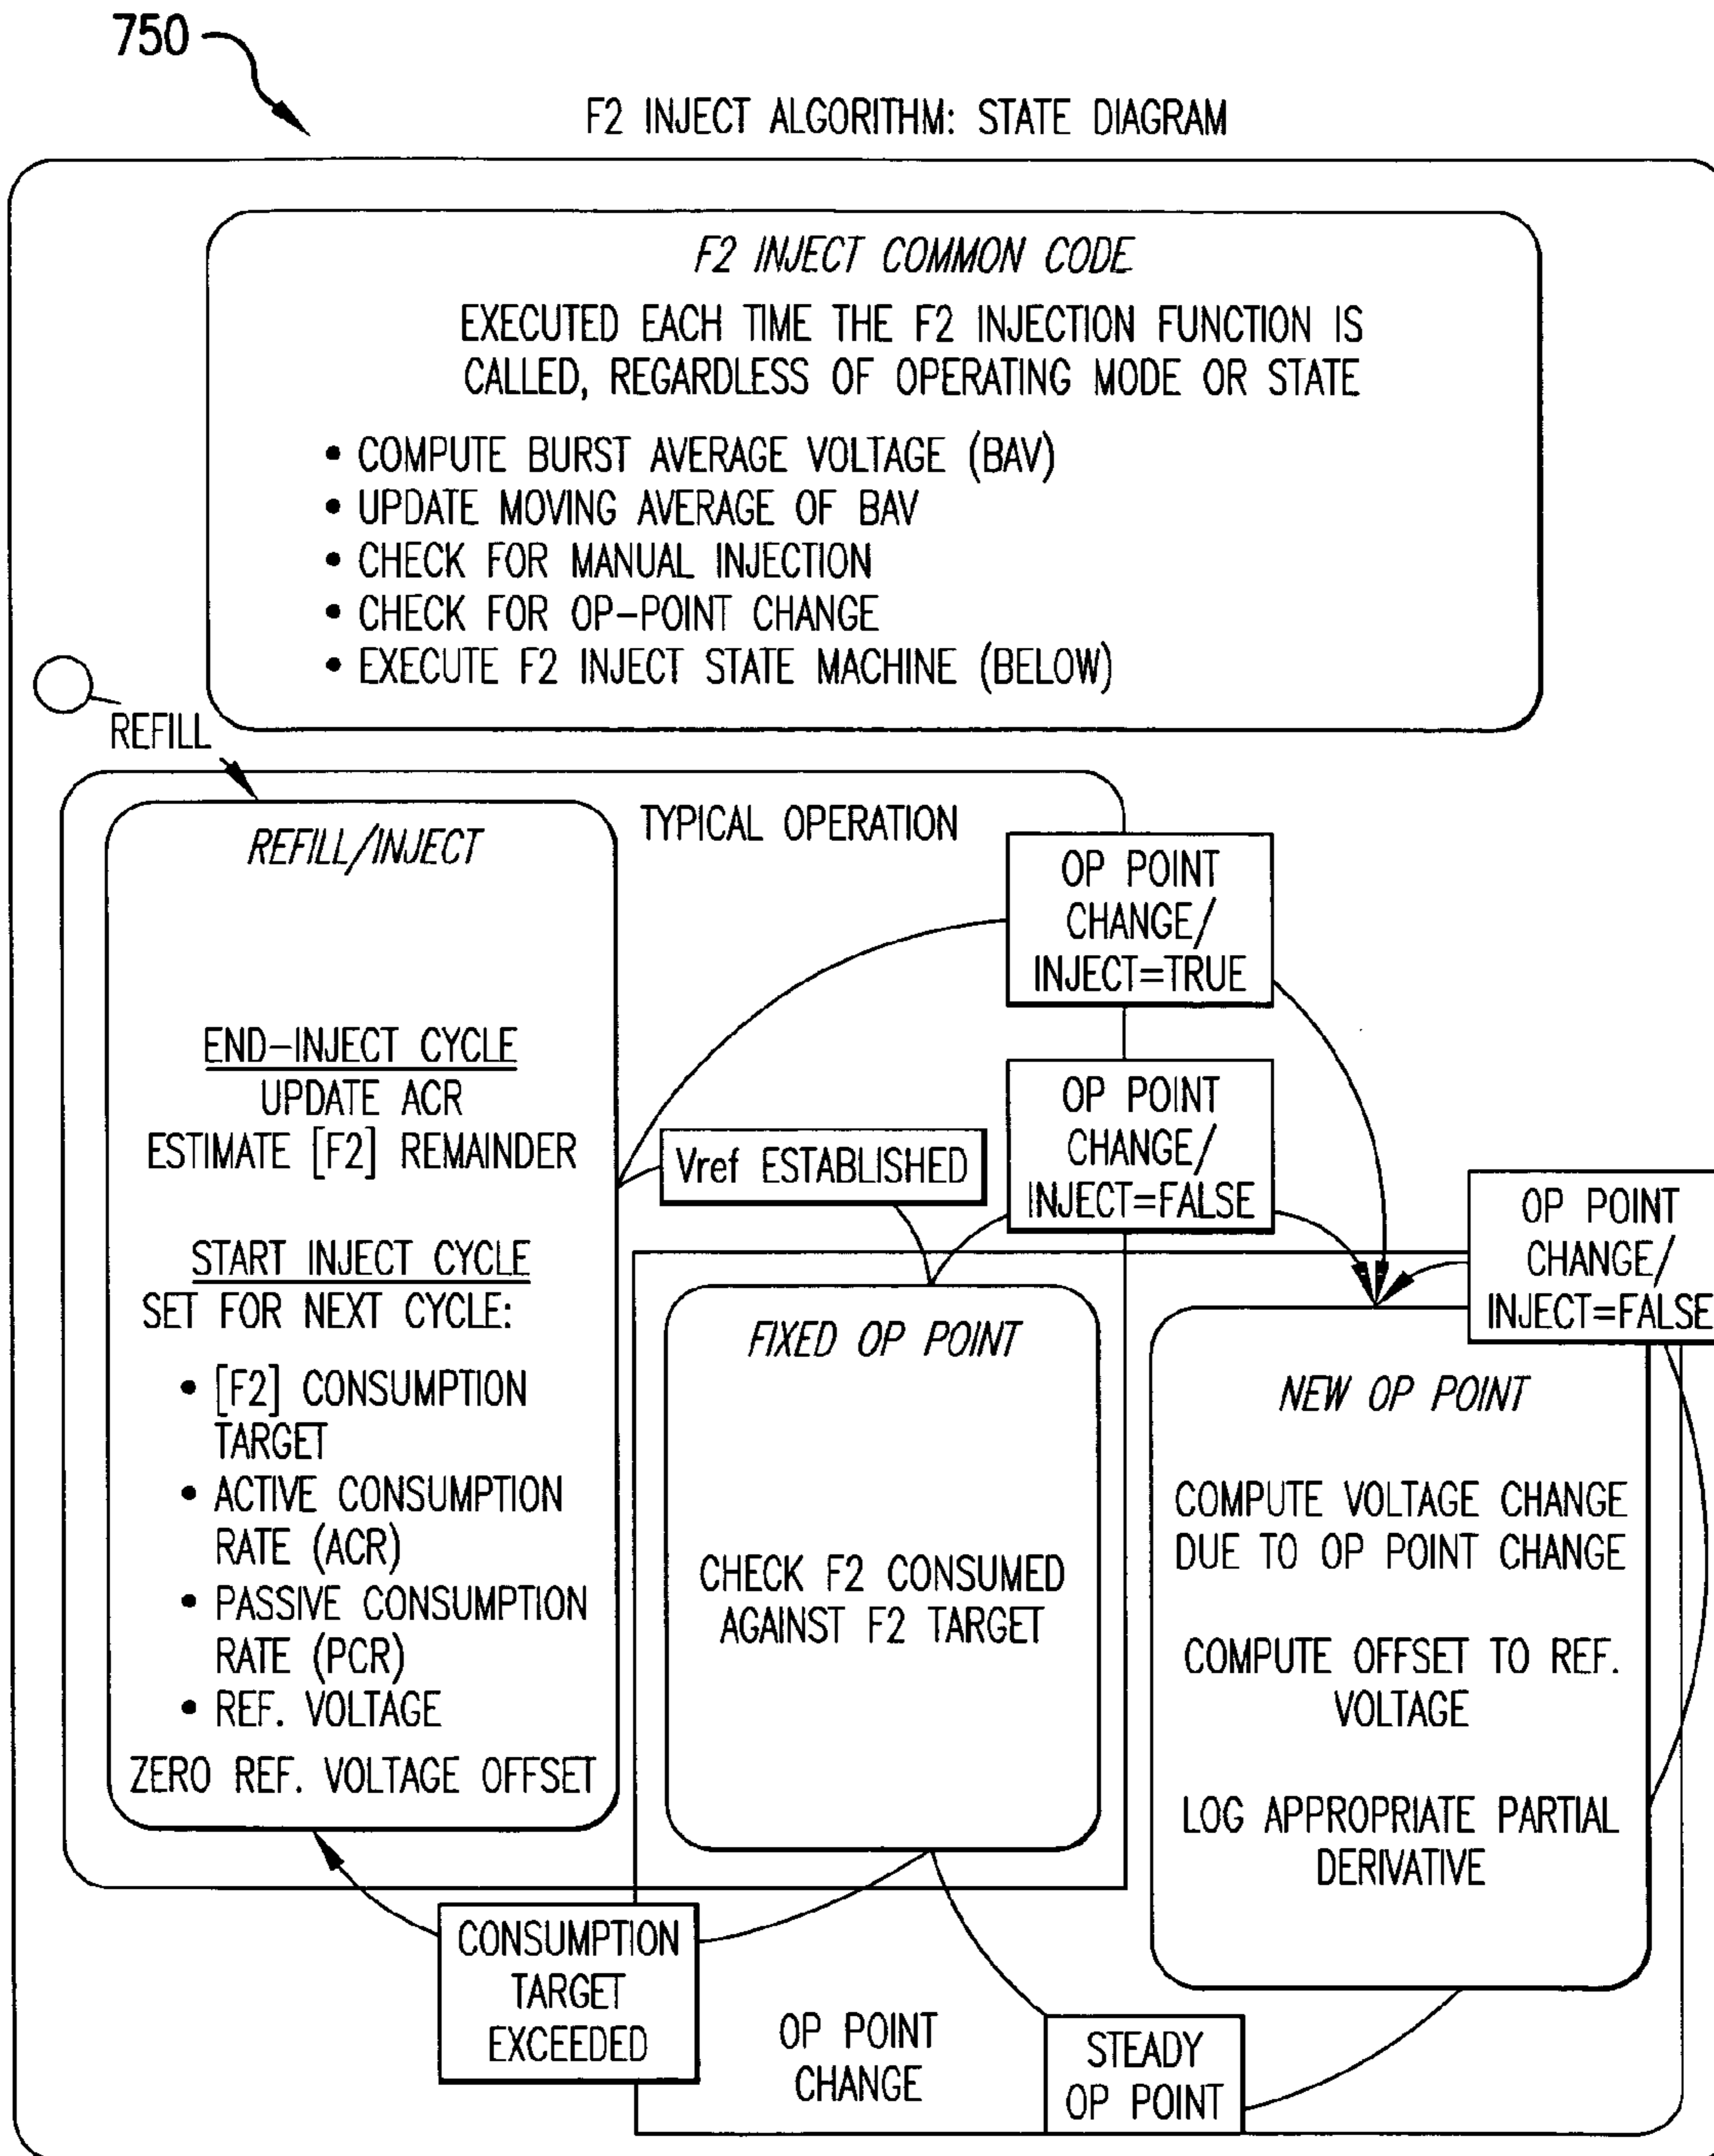 750
F2 INJECT ALGORITHM: STATE DIAGRAM
F2 INJECT COMMON CODE
EXECUTED EACH TIME THE F2 INJECTION FUNCTION IS
CALLED, REGARDLESS OF OPERATING MODE OR STATE
• COMPUTE BURST AVERAGE VOLTAGE (BAV)
• UPDATE MOVING AVERAGE OF BAV
• CHECK FOR MANUAL INJECTION
• CHECK FOR OP-POINT CHANGE
• EXECUTE F2 INJECT STATE MACHINE (BELOW)
REFILL
TYPICAL OPERATION
REFILL/INJECT
END-INJECT CYCLE
UPDATE ACR
ESTIMATE [F2] REMAINDER
START INJECT CYCLE
SET FOR NEXT CYCLE:
• [F2] CONSUMPTION
TARGET
• ACTIVE CONSUMPTION
RATE (ACR)
• PASSIVE CONSUMPTION
RATE (PCR)
• REF. VOLTAGE
ZERO REF. VOLTAGE OFFSET
OP POINT
CHANGE/
INJECT=TRUE
OP POINT
CHANGE/
INJECT=FALSE
Vref ESTABLISHED
OP POINT
CHANGE/
INJECT=FALSE
FIXED OP POINT
CHECK F2 CONSUMED
AGAINST F2 TARGET
NEW OP POINT
COMPUTE VOLTAGE CHANGE
DUE TO OP POINT CHANGE
COMPUTE OFFSET TO REF.
VOLTAGE
LOG APPROPRIATE PARTIAL
DERIVATIVE
CONSUMPTION
TARGET
EXCEEDED
OP POINT
CHANGE
STEADY
OP POINT